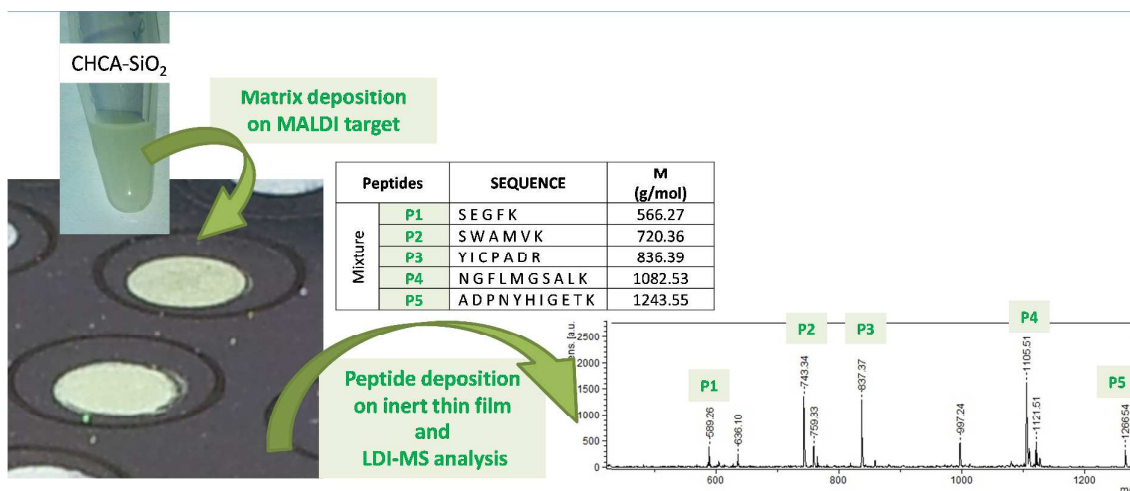 CHCA-SiO2
Matrix deposition
on MALDI target
Peptides SEQUENCE M
(g/mol)
Mixture
P1 S E G F K 566.27
P2 S W A M V K 720.36
P3 Y I C P A D R 836.39
P4 N G F L M G S A L K 1082.53
P5 A D P N Y H I G E T K 1243.55
Peptide deposition
on inert thin film
and
LDI-MS analysis
ens. [a.u.
2500
2000
1500
1000
500
0
P1
P2
P3
P4
P5
589.26
636.10
743.34
759.33
837.37
997.24
1105.51
1121.51
1266.54
600 800 1000 1200